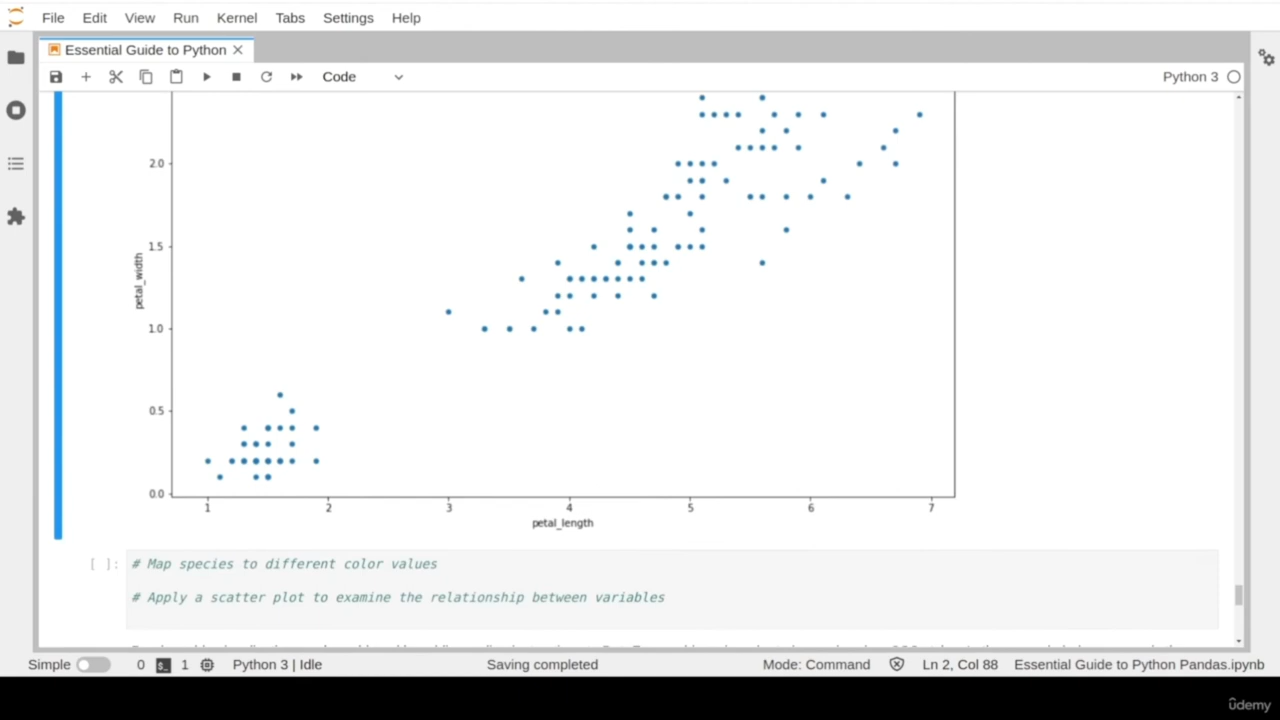 File Edit View Run Kernel Tabs Settings Help
Essential Guide to Python
Code
Python 3
2.0
1.5
1.0
0.5
0.0
petal_width
1 2 3 4 5 6 7
petal_length
[ ]:
# Map species to different color values
# Apply a scatter plot to examine the relationship between variables
Simple 0 $_ 1 Python 3 | Idle Saving completed Mode: Command Ln 2, Col 88 Essential Guide to Python Pandas.ipynb
ûdemy